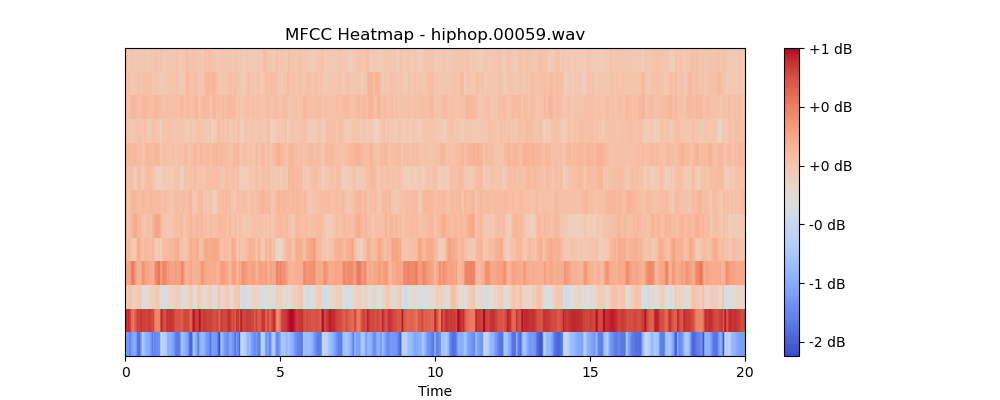 MFCC Heatmap - hiphop.00059.wav
+1 dB
+0 dB
+0 dB
-0 dB
-1 dB
-2 dB
0 5 10 15 20
Time